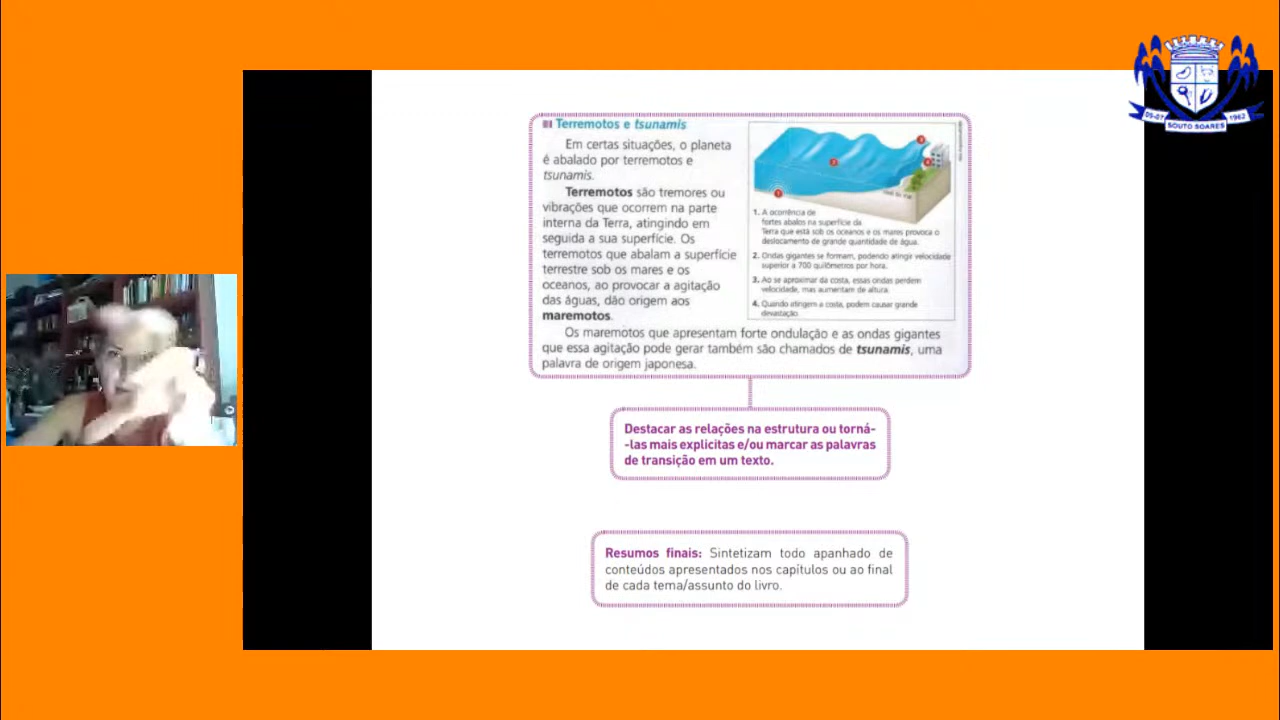 Terremotos e tsunamis
Em certas situações, o planeta
é abalado por terremotos e
tsunamis.
Terremotos são tremores ou
vibrações que ocorrem na parte
interna da Terra, atingindo em
seguida a sua superfície. Os
terremotos que abalam a superfície
terrestre sob os mares e os
oceanos, ao provocar a agitação
das águas, dão origem aos
maremotos.
1. A ocorrência de
fortes abalos na superfície da
Terra que está sob os oceanos e os mares provoca o
deslocamento de grande quantidade de água.
2. Ondas gigantes se formam, podendo atingir velocidade
superior a 700 quilômetros por hora.
3. Ao se aproximar da costa, essas ondas perdem
velocidade, mas aumentam de altura.
4. Quando atingem a costa, podem causar grande
devastação.
Os maremotos que apresentam forte ondulação e as ondas gigantes
que essa agitação pode gerar também são chamados de tsunamis, uma
palavra de origem japonesa.
Destacar as relações na estrutura ou torná-
-las mais explicitas e/ou marcar as palavras
de transição em um texto.
Resumos finais: Sintetizam todo apanhado de
conteúdos apresentados nos capítulos ou ao final
de cada tema/assunto do livro.
SOUTO SOARES
1962